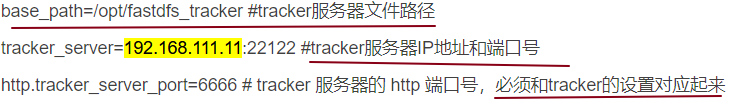 base_path=/opt/fastdfs_tracker #tracker服务器文件路径
tracker_server=192.168.111.11:22122 #tracker服务器IP地址和端口号
http.tracker_server_port=6666 # tracker 服务器的 http 端口号，必须和tracker的设置对应起来